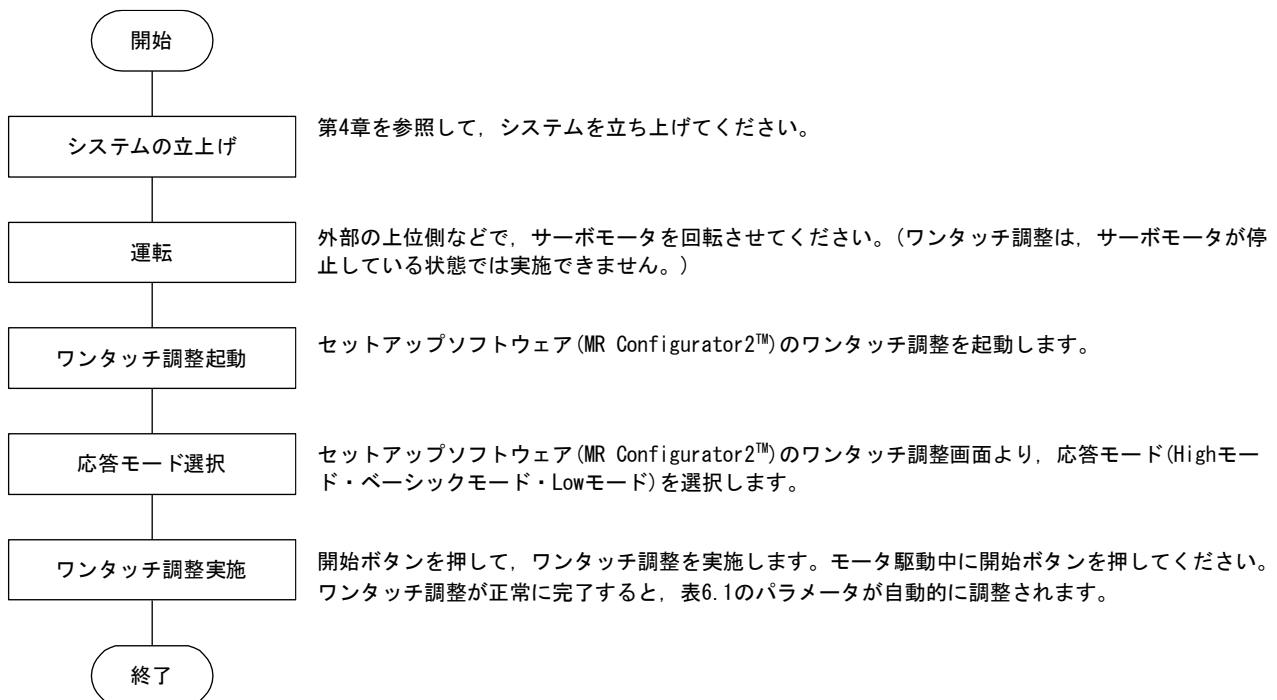 開始
システムの立上げ
第4章を参照して，システムを立ち上げてください。
運転
外部の上位側などで，サーボモータを回転させてください。(ワンタッチ調整は，サーボモータが停
止している状態では実施できません。)
ワンタッチ調整起動
セットアップソフトウェア(MR Configurator2™)のワンタッチ調整を起動します。
応答モード選択
セットアップソフトウェア(MR Configurator2™)のワンタッチ調整画面より，応答モード(Highモー
ド・ベーシックモード・Lowモード)を選択します。
ワンタッチ調整実施
開始ボタンを押して，ワンタッチ調整を実施します。モータ駆動中に開始ボタンを押してください。
ワンタッチ調整が正常に完了すると，表6.1のパラメータが自動的に調整されます。
終了